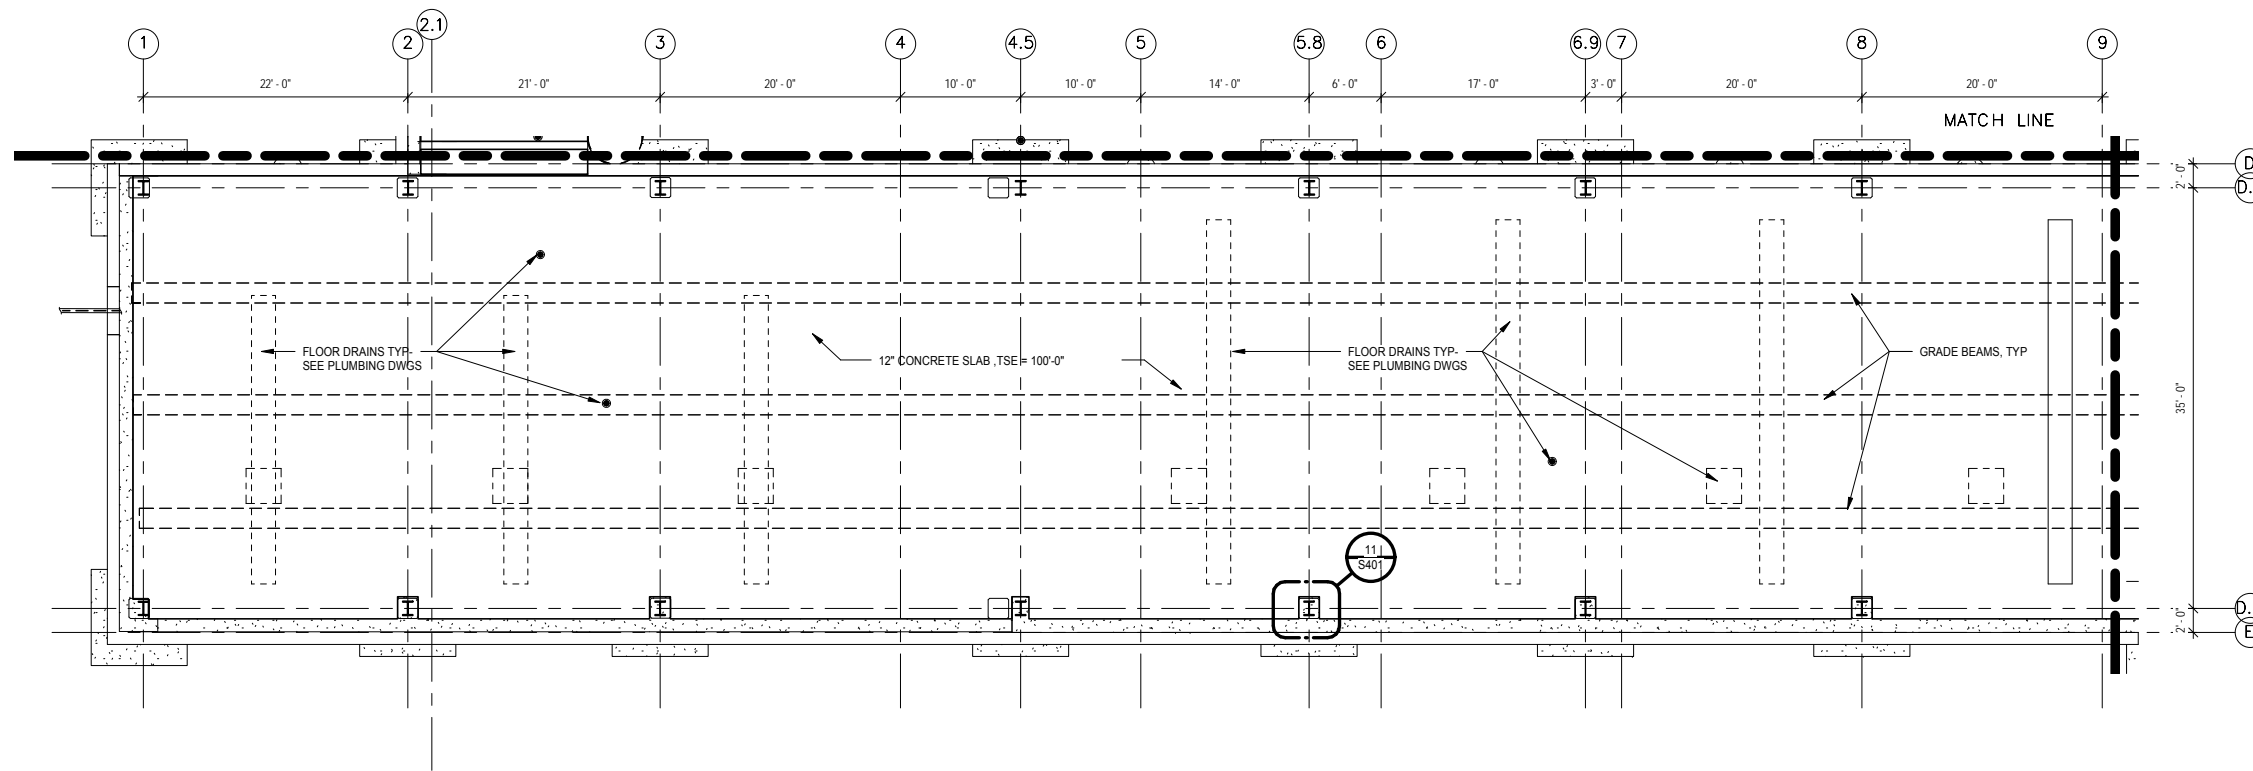 2.1
1
2
3
4
4.5
5
5.8
6
6.9
7
8
9
22' - 0"
21' - 0"
20' - 0"
10' - 0"
10' - 0"
14' - 0"
6' - 0"
17' - 0"
3' - 0"
20' - 0"
20' - 0"
MATCH LINE
D
2' - 0"
D.
FLOOR DRAINS TYP-
SEE PLUMBING DWGS
12" CONCRETE SLAB ,TSE = 100'-0"
FLOOR DRAINS TYP-
SEE PLUMBING DWGS
GRADE BEAMS, TYP
35' - 0"
11
S401
D.
2' - 0"
E